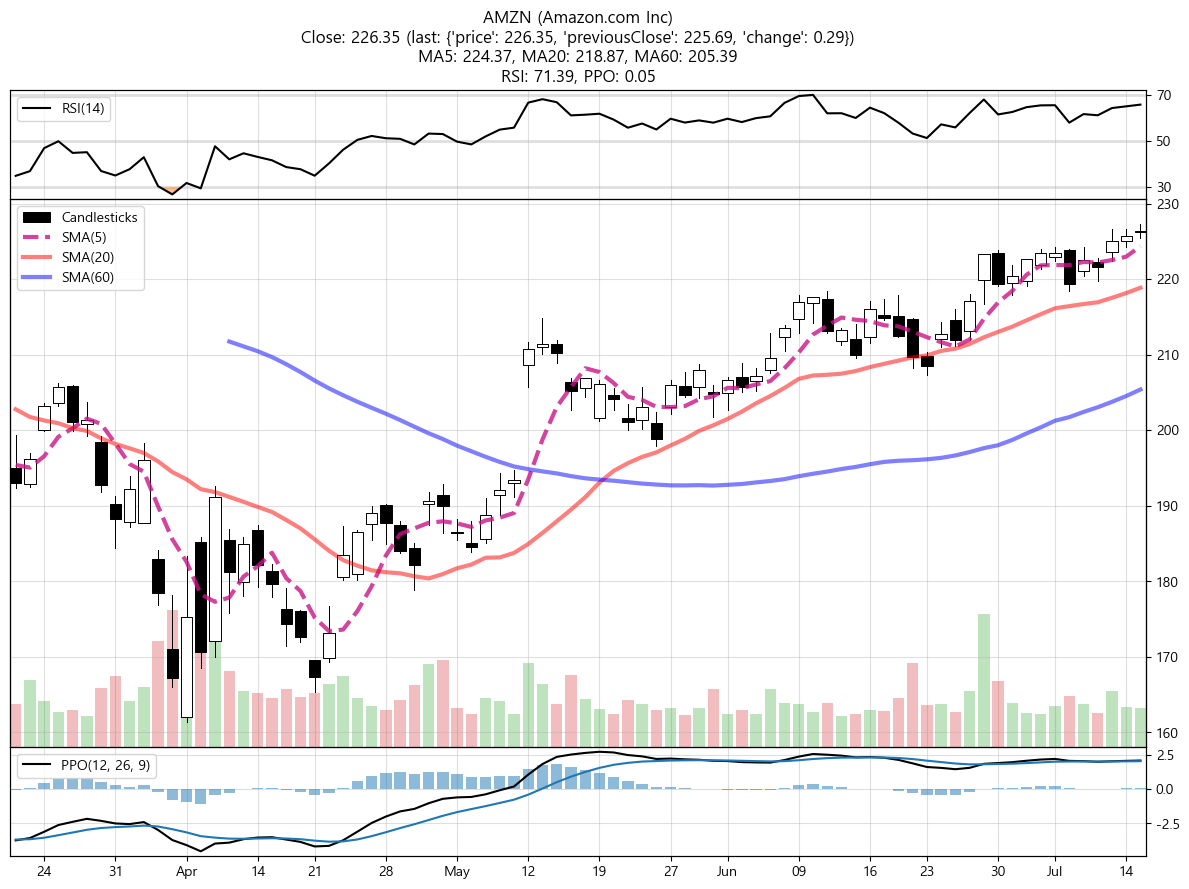 AMZN (Amazon.com Inc)
Close: 226.35 (last: {'price': 226.35, 'previousClose': 225.69, 'change': 0.29})
MA5: 224.37, MA20: 218.87, MA60: 205.39
RSI: 71.39, PPO: 0.05
RSI(14)
70
50
30
Candlesticks
SMA(5)
SMA(20)
SMA(60)
230
220
210
200
190
180
170
160
PPO(12, 26, 9)
2.5
0.0
−2.5
24 31 Apr 14 21 28 May 12 19 27 Jun 09 16 23 30 Jul 14